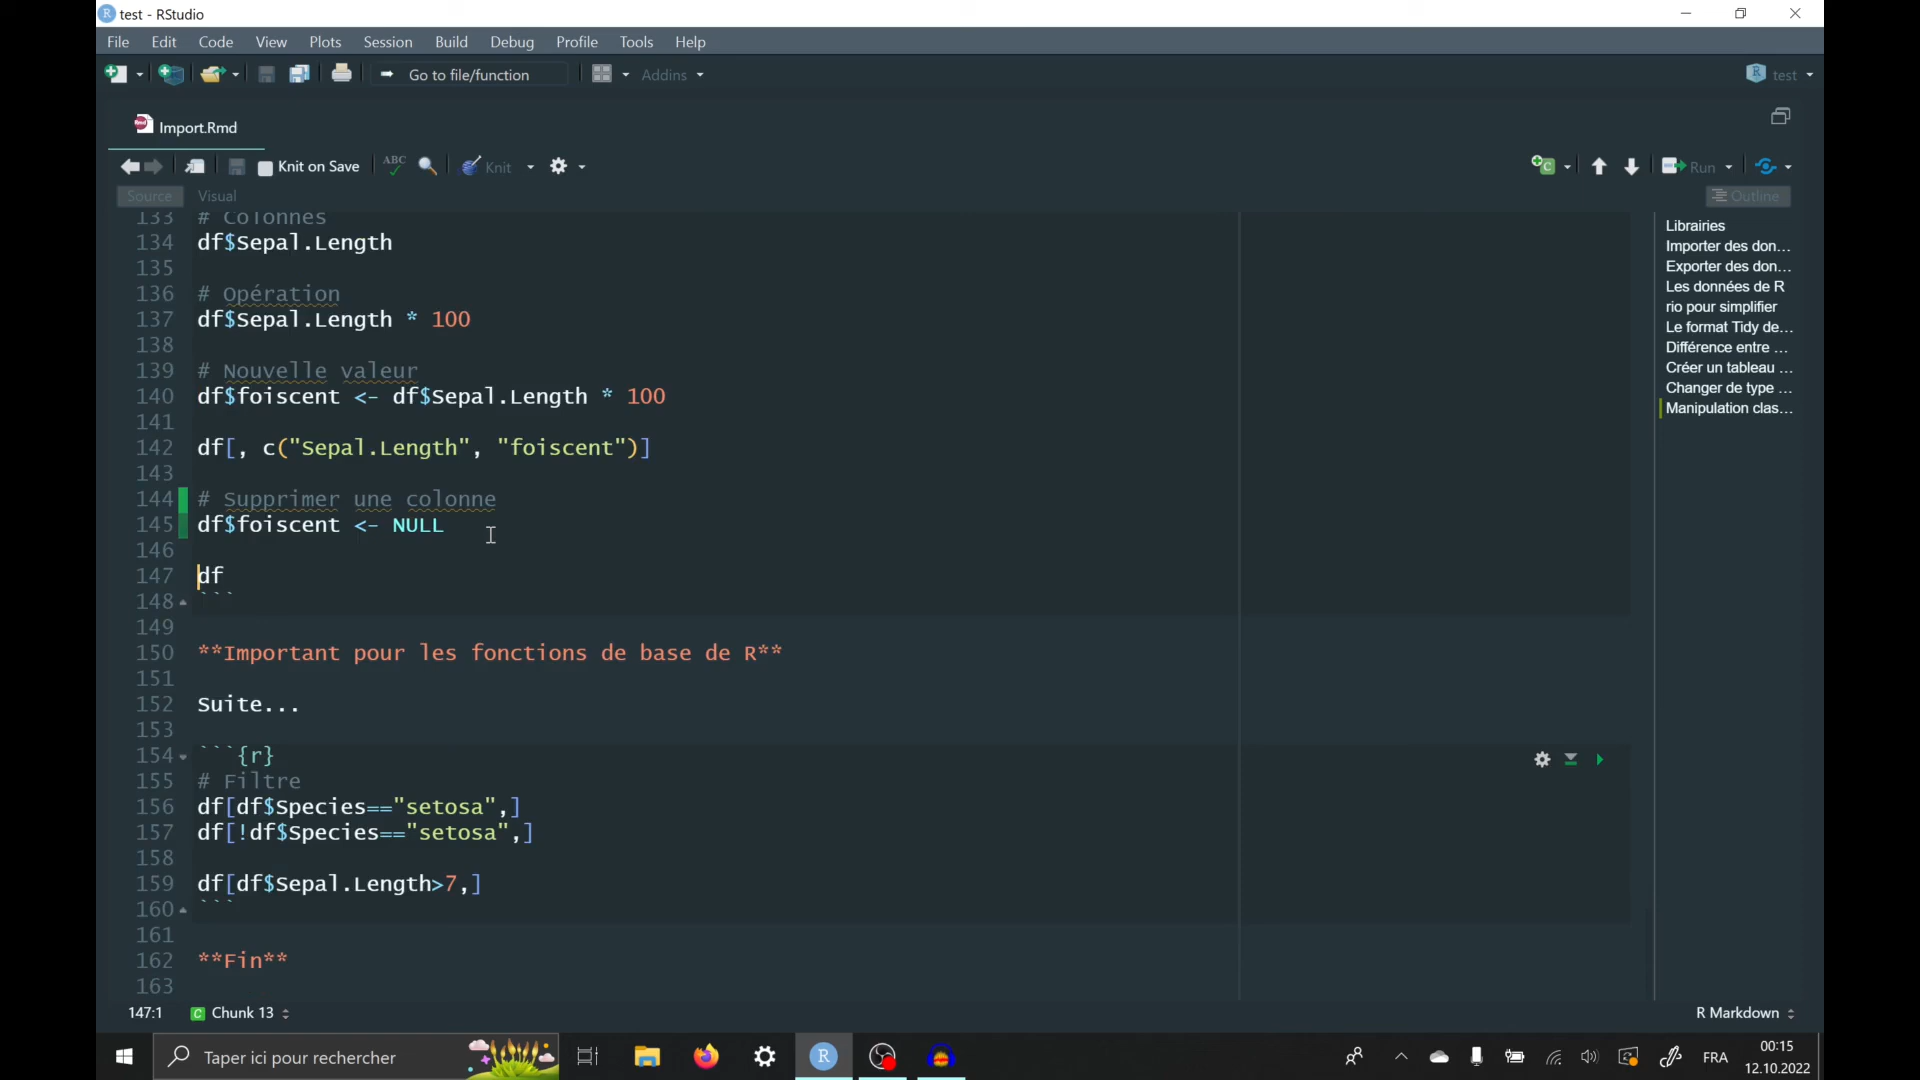 test - RStudio
File Edit Code View Plots Session Build Debug Profile Tools Help
Go to file/function Addins test
Import.Rmd
Knit on Save ABC Knit Run
Source Visual Outline
133 # Colonnes
134 df$Sepal.Length
135
136 # Opération
137 df$Sepal.Length * 100
138
139 # Nouvelle valeur
140 df$foiscent <- df$Sepal.Length * 100
141
142 df[, c("Sepal.Length", "foiscent")]
143
144 # Supprimer une colonne
145 df$foiscent <- NULL
146
147 df
148 ```
149
150 **Important pour les fonctions de base de R**
151
152 Suite...
153
154 ```{r}
155 # Filtre
156 df[df$Species=="setosa",]
157 df[!df$Species=="setosa",]
158
159 df[df$Sepal.Length>7,]
160 ```
161
162 **Fin**
163
Librairies
Importer des don...
Exporter des don...
Les données de R
rio pour simplifier
Le format Tidy de...
Différence entre ...
Créer un tableau ...
Changer de type ...
Manipulation clas...
147:1 C Chunk 13 R Markdown
Taper ici pour rechercher FRA 00:15
12.10.2022